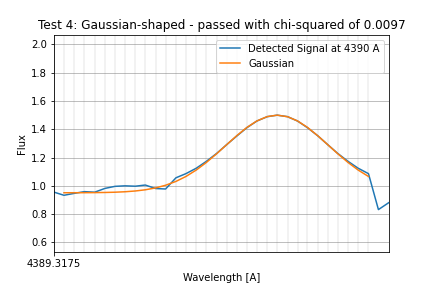 Test 4: Gaussian-shaped - passed with chi-squared of 0.0097
Detected Signal at 4390 A
Gaussian
2.0
1.8
1.6
1.4
1.2
1.0
0.8
0.6
Flux
4389.3175
Wavelength [A]